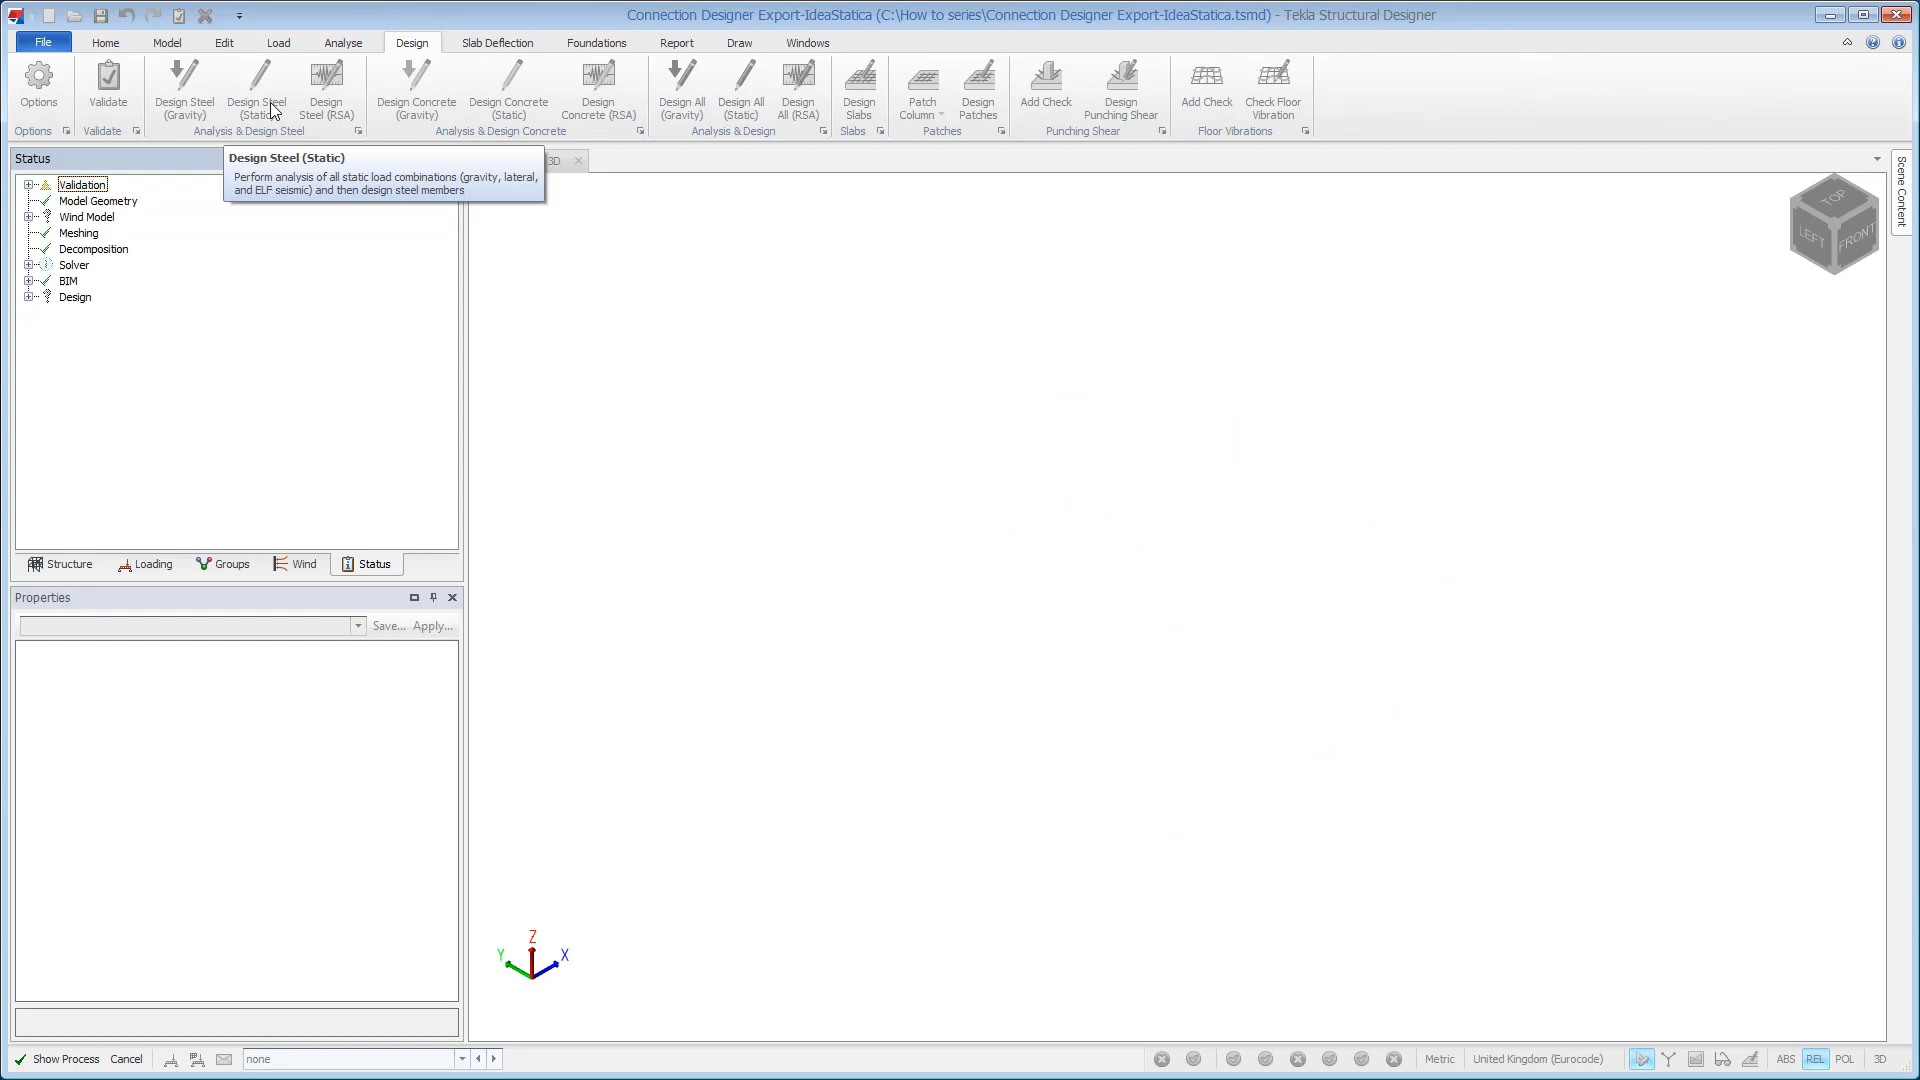 Connection Designer Export-IdeaStatica (C:\How to series\Connection Designer Export-IdeaStatica.tsmd) - Tekla Structural Designer
File Home Model Edit Load Analyse Design Slab Deflection Foundations Report Draw Windows
Options
Validate
Design Steel
(Gravity)
Design Steel
(Static)
Design
Steel (RSA)
Design Concrete
(Gravity)
Design Concrete
(Static)
Design
Concrete (RSA)
Design All
(Gravity)
Design All
(Static)
Design
All (RSA)
Design
Slabs
Patch
Column
Design
Patches
Add Check
Design
Punching Shear
Add Check
Check Floor
Vibration
Options Validate Analysis & Design Steel Analysis & Design Concrete Analysis & Design Slabs Patches Punching Shear Floor Vibrations
Status
Design Steel (Static)
Perform analysis of all static load combinations (gravity, lateral,
and ELF seismic) and then design steel members
3D
Validation
Model Geometry
Wind Model
Meshing
Decomposition
Solver
BIM
Design
Scene Content
TOP
LEFT
FRONT
Structure Loading Groups Wind Status
Properties
Save... Apply...
Z
Y
X
Show Process Cancel none Metric United Kingdom (Eurocode) ABS REL POL 3D